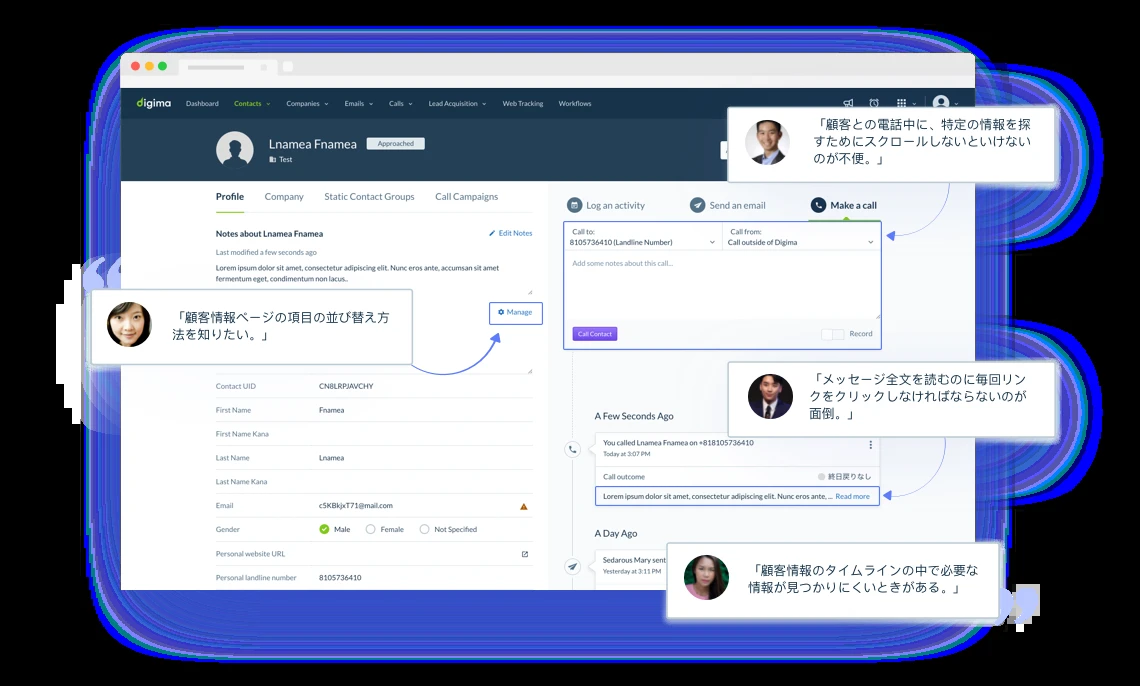 digima
Dashboard
Contacts
Companies
Emails
Calls
Lead Acquisition
Web Tracking
Workflows
Lnamea Fnamea
Approached
Test
「顧客との電話中に、特定の情報を探
すためにスクロールしないといけない
のが不便。」
Profile
Company
Static Contact Groups
Call Campaigns
Notes about Lnamea Fnamea
Edit Notes
Last modified a few seconds ago
Lorem ipsum dolor sit amet, consectetur adipiscing elit. Nunc eros ante, accumsan sit amet
fermentum eget, condimentum non lacus..
Manage
「顧客情報ページの項目の並び替え方
法を知りたい。」
Contact UID
CN8LRPJAVCHY
First Name
Fnamea
First Name Kana
Last Name
Lnamea
Last Name Kana
Email
c5KBkjxT71@mail.com
Gender
Male
Female
Not Specified
Personal website URL
Personal landline number
8105736410
Log an activity
Send an email
Make a call
Call to:
8105736410 (Landline Number)
Call from:
Call outside of Digima
Add some notes about this call...
Call Contact
Record
「メッセージ全文を読むのに毎回リン
クをクリックしなければならないのが
面倒。」
A Few Seconds Ago
You called Lnamea Fnamea on +818105736410
Today at 3:07 PM
Call outcome
終日戻りなし
Lorem ipsum dolor sit amet, consectetur adipiscing elit. Nunc eros ante, ... Read more
A Day Ago
Sedarous Mary sent
Yesterday at 3:11 PM
「顧客情報のタイムラインの中で必要な
情報が見つかりにくいときがある。」